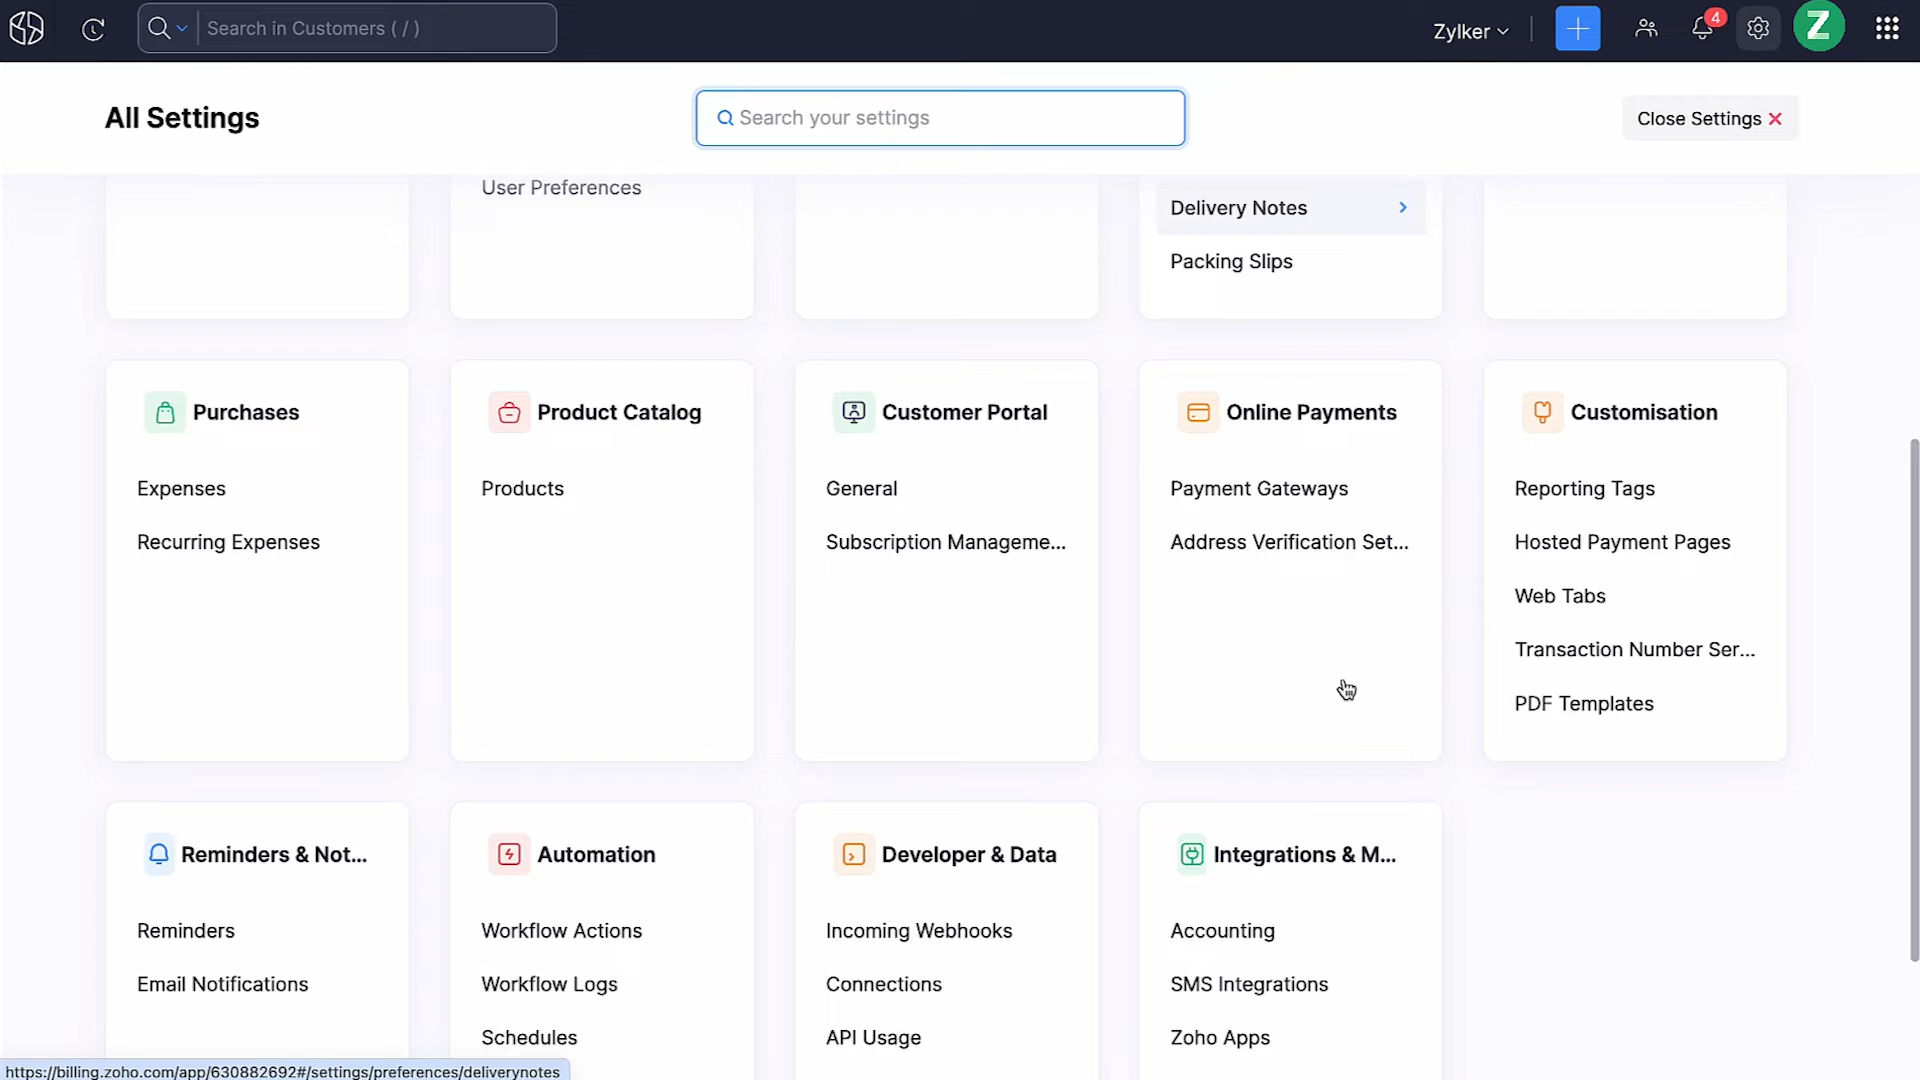 Search in Customers ( / )
Zylker
4
Z
All Settings
Search your settings
Close Settings
User Preferences
Delivery Notes
Packing Slips
Purchases
Expenses
Recurring Expenses
Product Catalog
Products
Customer Portal
General
Subscription Manageme...
Online Payments
Payment Gateways
Address Verification Set...
Customisation
Reporting Tags
Hosted Payment Pages
Web Tabs
Transaction Number Ser...
PDF Templates
Reminders & Not...
Reminders
Email Notifications
Automation
Workflow Actions
Workflow Logs
Schedules
Developer & Data
Incoming Webhooks
Connections
API Usage
Integrations & M...
Accounting
SMS Integrations
Zoho Apps
https://billing.zoho.com/app/630882692#/settings/preferences/deliverynotes